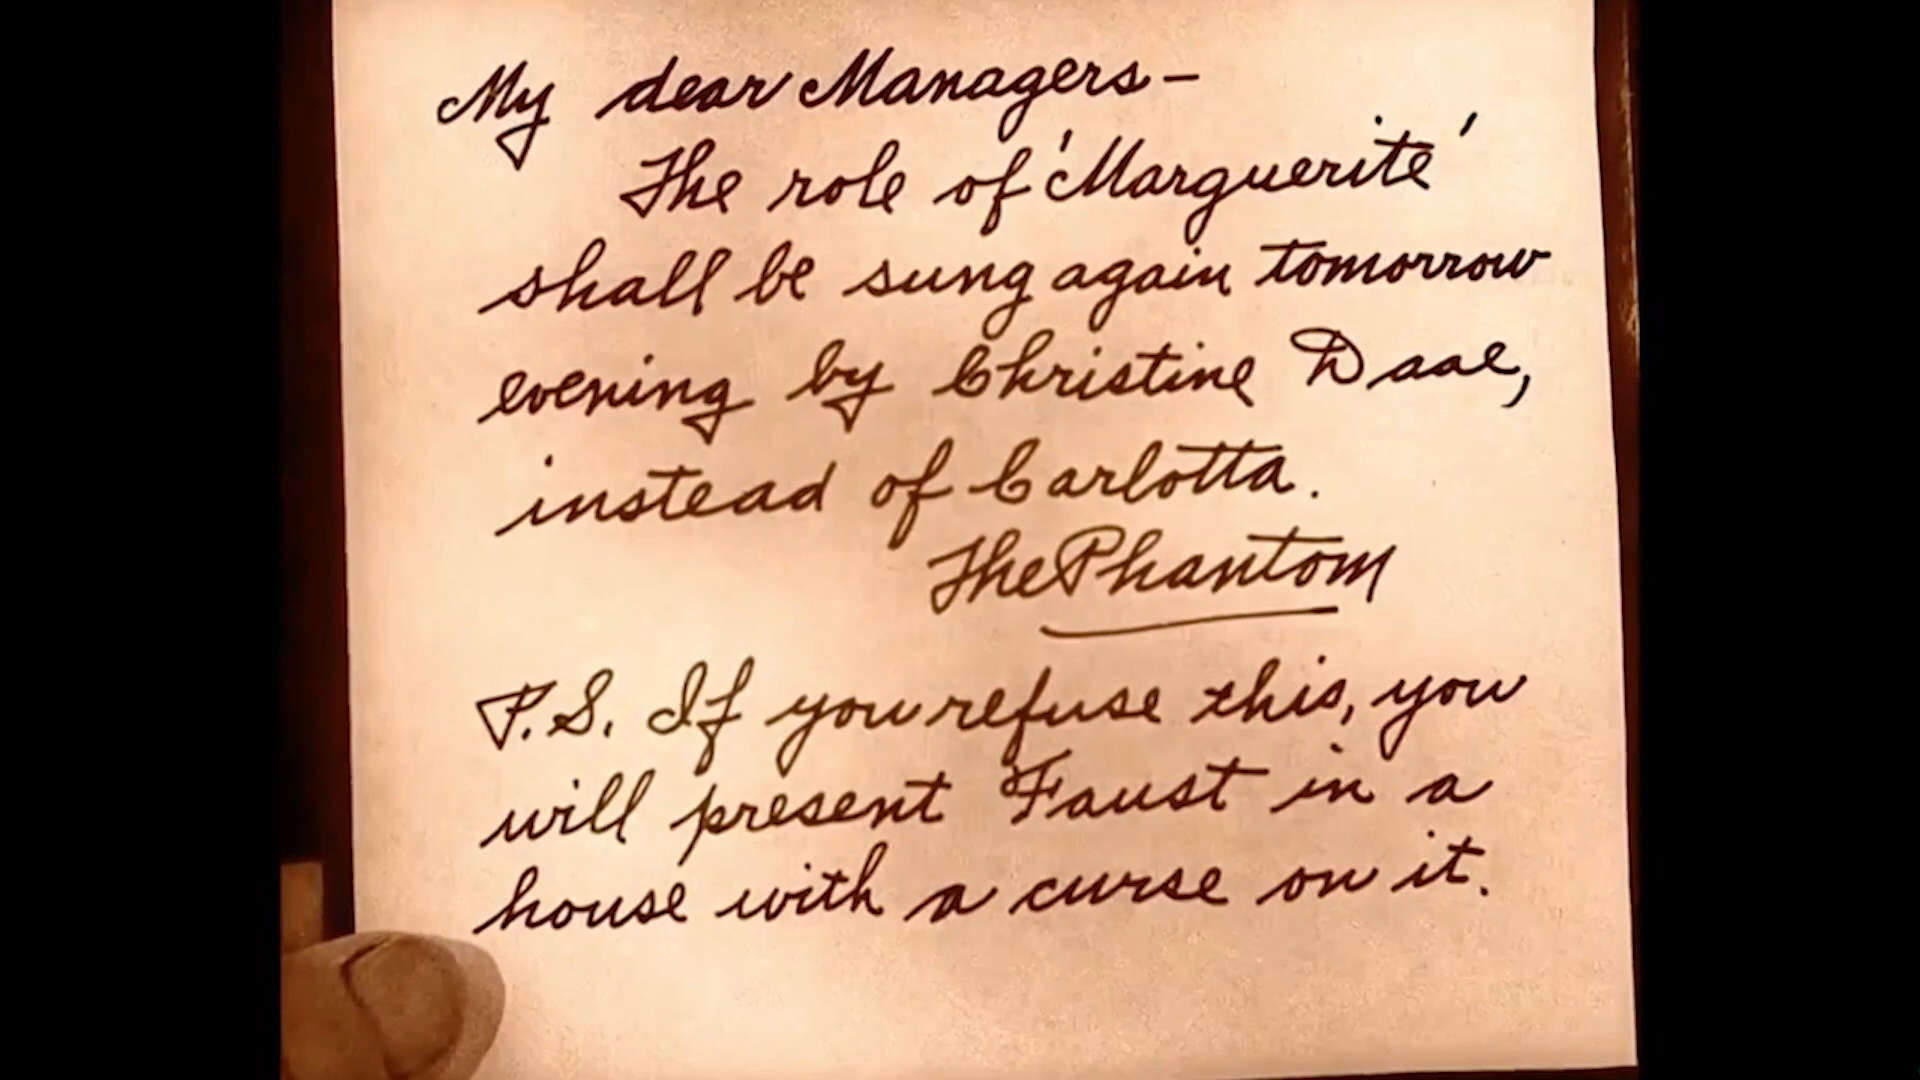 My dear Managers-
The role of 'Marguerite'
shall be sung again tomorrow
evening by Christine Daae,
instead of Carlotta.
The Phantom
P.S. If you refuse this, you
will present Faust in a
house with a curse on it.